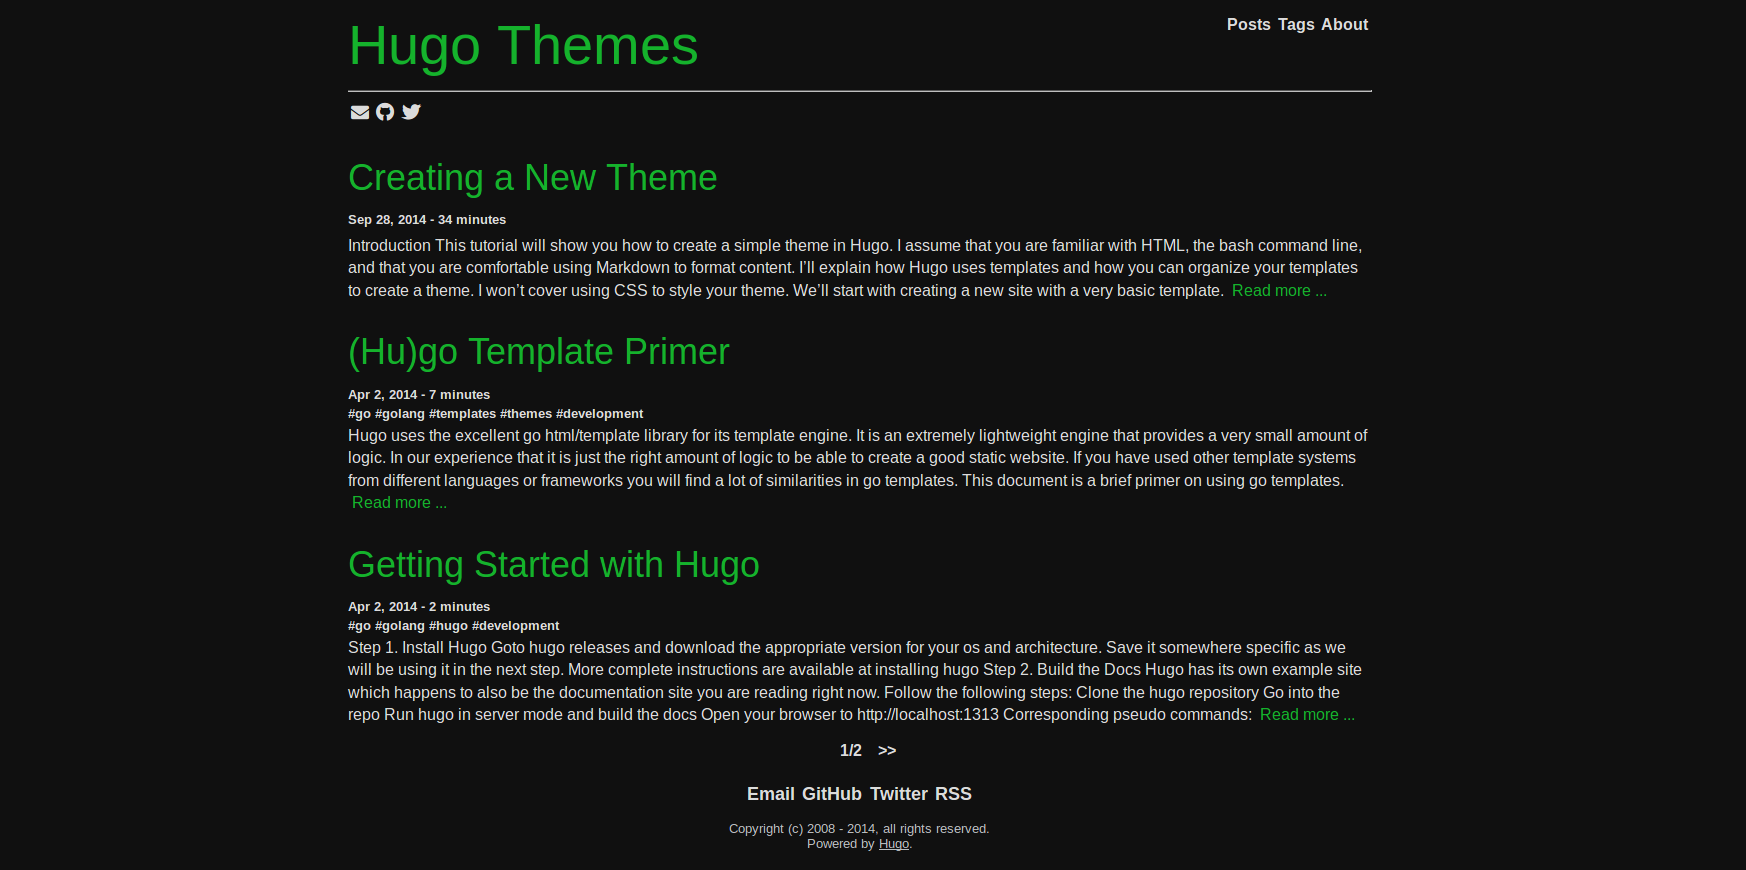 Hugo Themes
Posts Tags About
Creating a New Theme
Sep 28, 2014 - 34 minutes
Introduction This tutorial will show you how to create a simple theme in Hugo. I assume that you are familiar with HTML, the bash command line,
and that you are comfortable using Markdown to format content. I’ll explain how Hugo uses templates and how you can organize your templates
to create a theme. I won’t cover using CSS to style your theme. We’ll start with creating a new site with a very basic template. Read more ...
(Hu)go Template Primer
Apr 2, 2014 - 7 minutes
#go #golang #templates #themes #development
Hugo uses the excellent go html/template library for its template engine. It is an extremely lightweight engine that provides a very small amount of
logic. In our experience that it is just the right amount of logic to be able to create a good static website. If you have used other template systems
from different languages or frameworks you will find a lot of similarities in go templates. This document is a brief primer on using go templates.
Read more ...
Getting Started with Hugo
Apr 2, 2014 - 2 minutes
#go #golang #hugo #development
Step 1. Install Hugo Goto hugo releases and download the appropriate version for your os and architecture. Save it somewhere specific as we
will be using it in the next step. More complete instructions are available at installing hugo Step 2. Build the Docs Hugo has its own example site
which happens to also be the documentation site you are reading right now. Follow the following steps: Clone the hugo repository Go into the
repo Run hugo in server mode and build the docs Open your browser to http://localhost:1313 Corresponding pseudo commands: Read more ...
1/2 >>
Email GitHub Twitter RSS
Copyright (c) 2008 - 2014, all rights reserved.
Powered by Hugo.